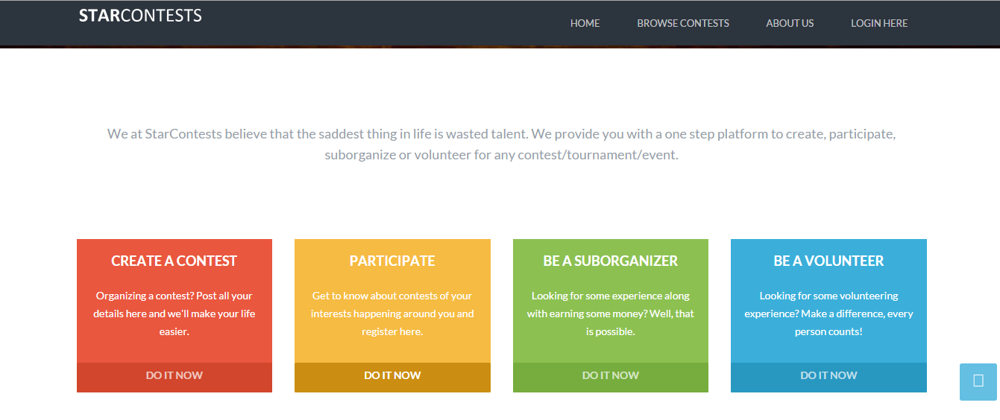 STARCONTESTS
HOME
BROWSE CONTESTS
ABOUT US
LOGIN HERE
We at StarContests believe that the saddest thing in life is wasted talent. We provide you with a one step platform to create, participate,
suborganize or volunteer for any contest/tournament/event.
CREATE A CONTEST
Organizing a contest? Post all your
details here and we'll make your life
easier.
DO IT NOW
PARTICIPATE
Get to know about contests of your
interests happening around you and
register here.
DO IT NOW
BE A SUBORGANIZER
Looking for some experience along
with earning some money? Well, that
is possible.
DO IT NOW
BE A VOLUNTEER
Looking for some volunteering
experience? Make a difference, every
person counts!
DO IT NOW